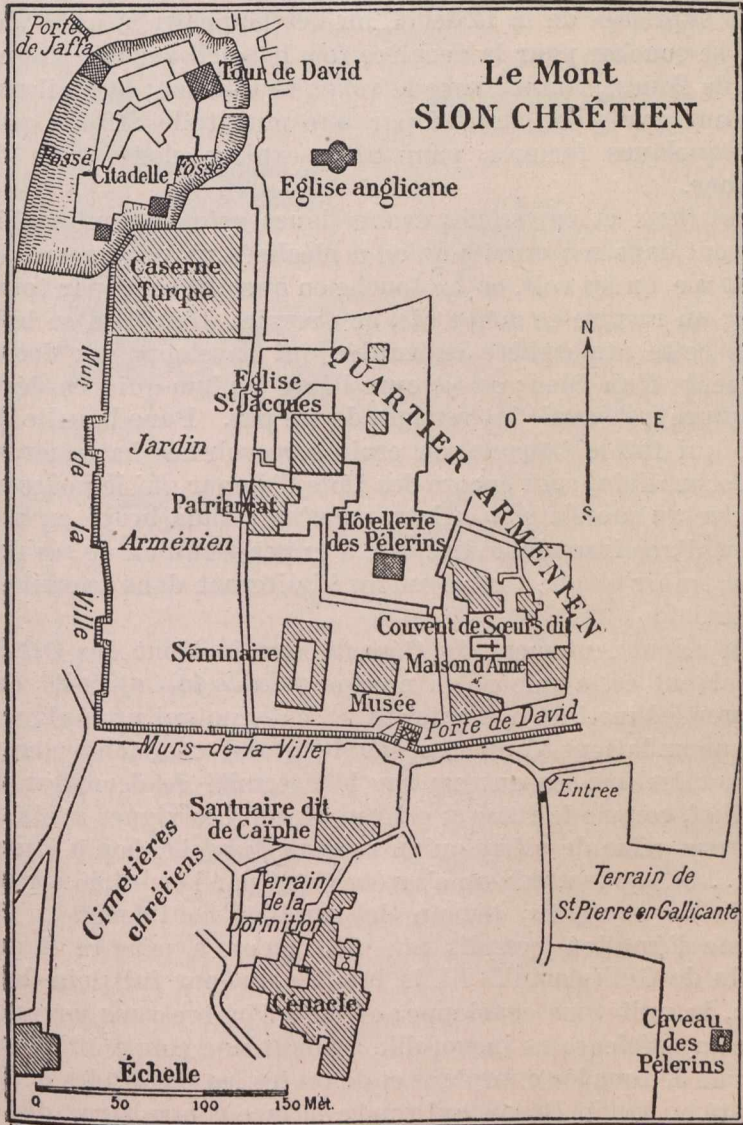 Porte
de Jaffa
Tour de David
Le Mont
SION CHRÉTIEN
Fossé
Citadelle
Fossé
Eglise anglicane
Caserne
Turque
Mur
de
la
Ville
QUARTIER ARMÉNIEN
N
O
E
S
Eglise
St. Jacques
Jardin
Patriarcat
Arménien
Hôtellerie
des Pélerins
Couvent de Sœurs dit
Maison d'Anne
Séminaire
Musée
Porte de David
Murs de la Ville
Entree
Santuaire dit
de Caïphe
Cimetières
chrétiens
Terrain
de la
Dormition
Terrain de
St. Pierre en Gallicante
Cénacle
Caveau
des
Pélerins
Échelle
0 50 100 150 Mèt.